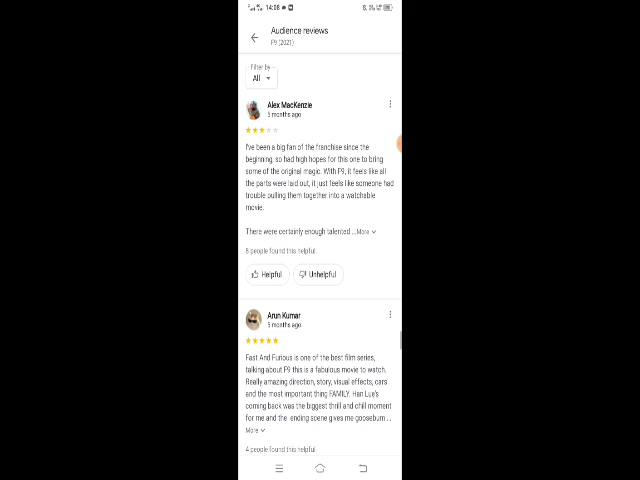 14:08
Audience reviews
F9 (2021)
Filter by
All
Alex MacKenzie
5 months ago
I've been a big fan of the franchise since the
beginning, so had high hopes for this one to bring
some of the original magic. With F9, it feels like all
the parts were laid out, it just feels like someone had
trouble pulling them together into a watchable
movie.
There were certainly enough talented ...More
8 people found this helpful
Helpful
Unhelpful
Arun Kumar
5 months ago
Fast And Furious is one of the best film series,
talking about F9 this is a fabulous movie to watch.
Really amazing direction, story, visual effects, cars
and the most important thing FAMILY. Han Lue's
coming back was the biggest thrill and chill moment
for me and the ending scene gives me goosebum ...
More
4 people found this helpful